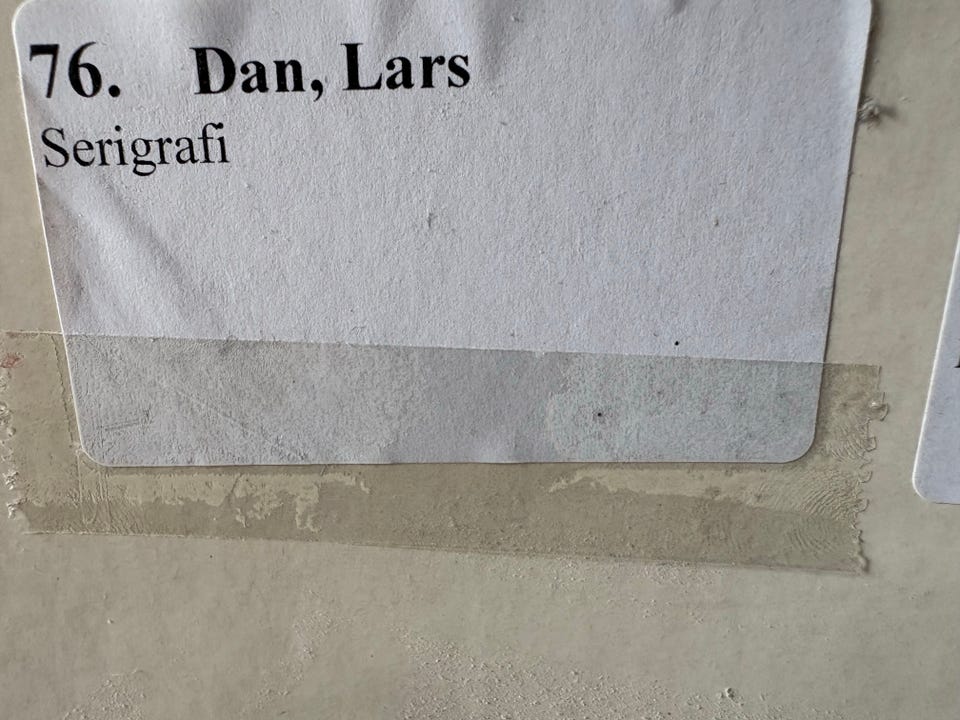 76. Dan, Lars
Serigrafi